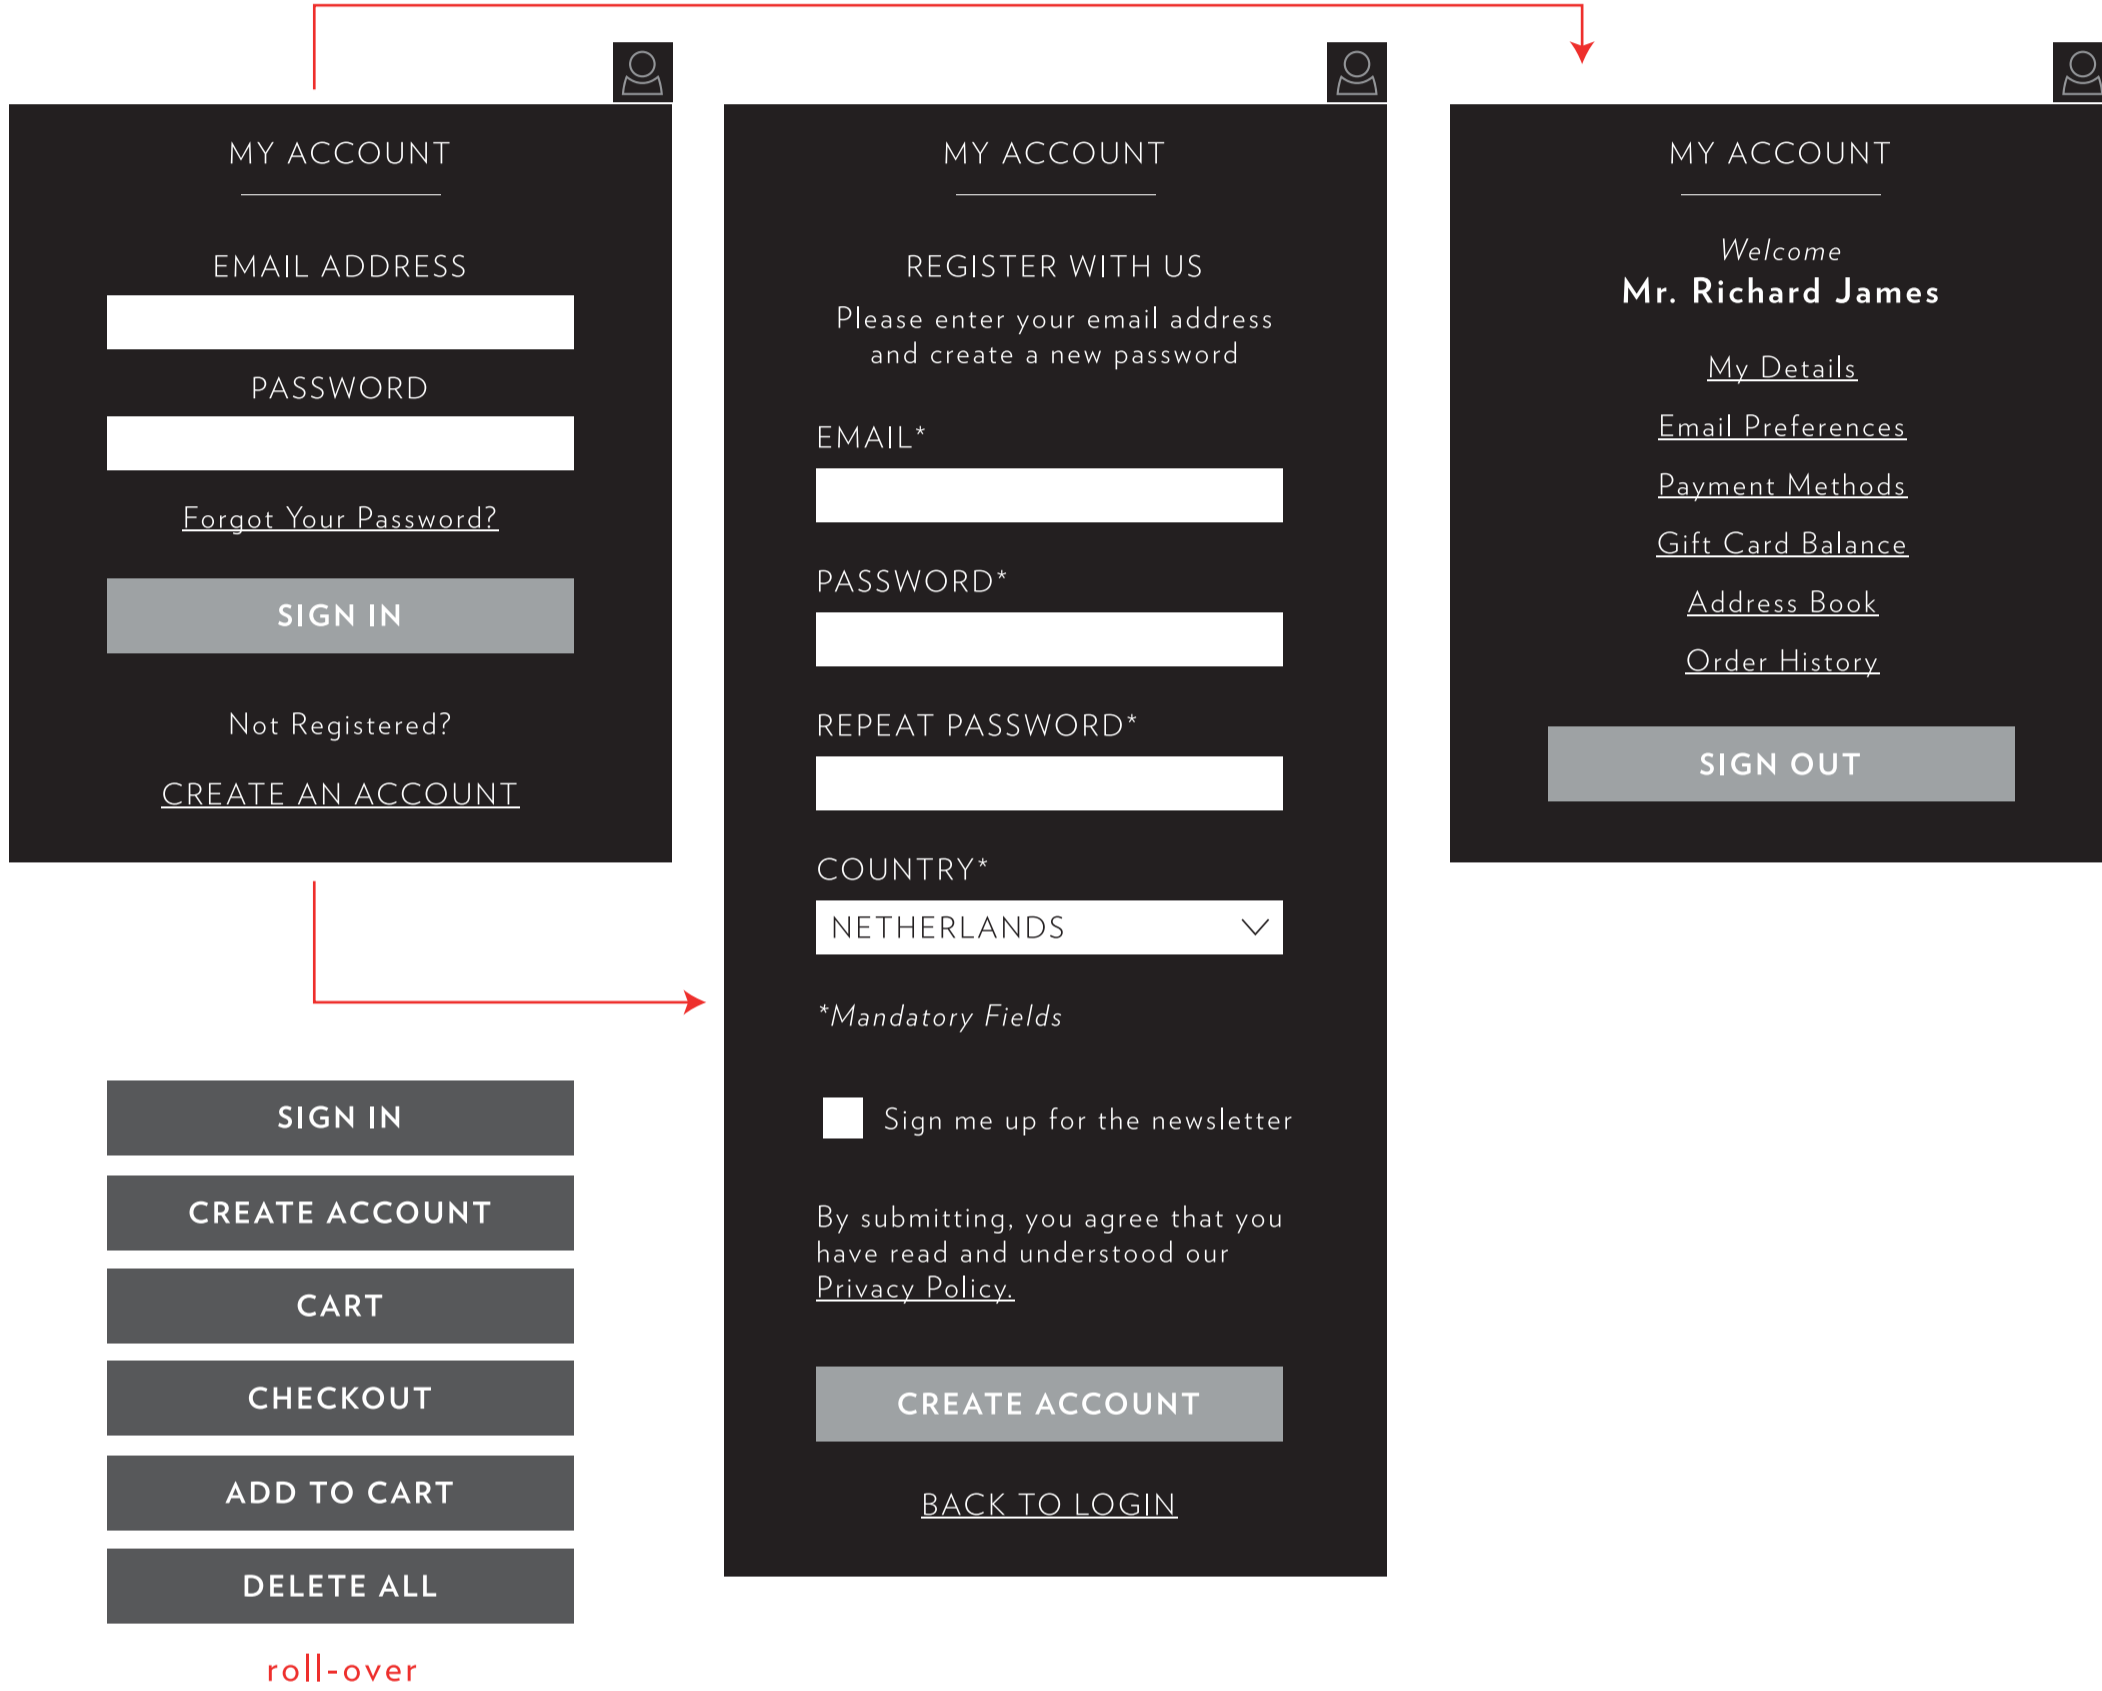 MY ACCOUNT
EMAIL ADDRESS
PASSWORD
Forgot Your Password?
SIGN IN
Not Registered?
CREATE AN ACCOUNT
SIGN IN
CREATE ACCOUNT
CART
CHECKOUT
ADD TO CART
DELETE ALL
roll-over
MY ACCOUNT
REGISTER WITH US
Please enter your email address
and create a new password
EMAIL*
PASSWORD*
REPEAT PASSWORD*
COUNTRY*
NETHERLANDS
*Mandatory Fields
Sign me up for the newsletter
By submitting, you agree that you
have read and understood our
Privacy Policy.
CREATE ACCOUNT
BACK TO LOGIN
MY ACCOUNT
Welcome
Mr. Richard James
My Details
Email Preferences
Payment Methods
Gift Card Balance
Address Book
Order History
SIGN OUT